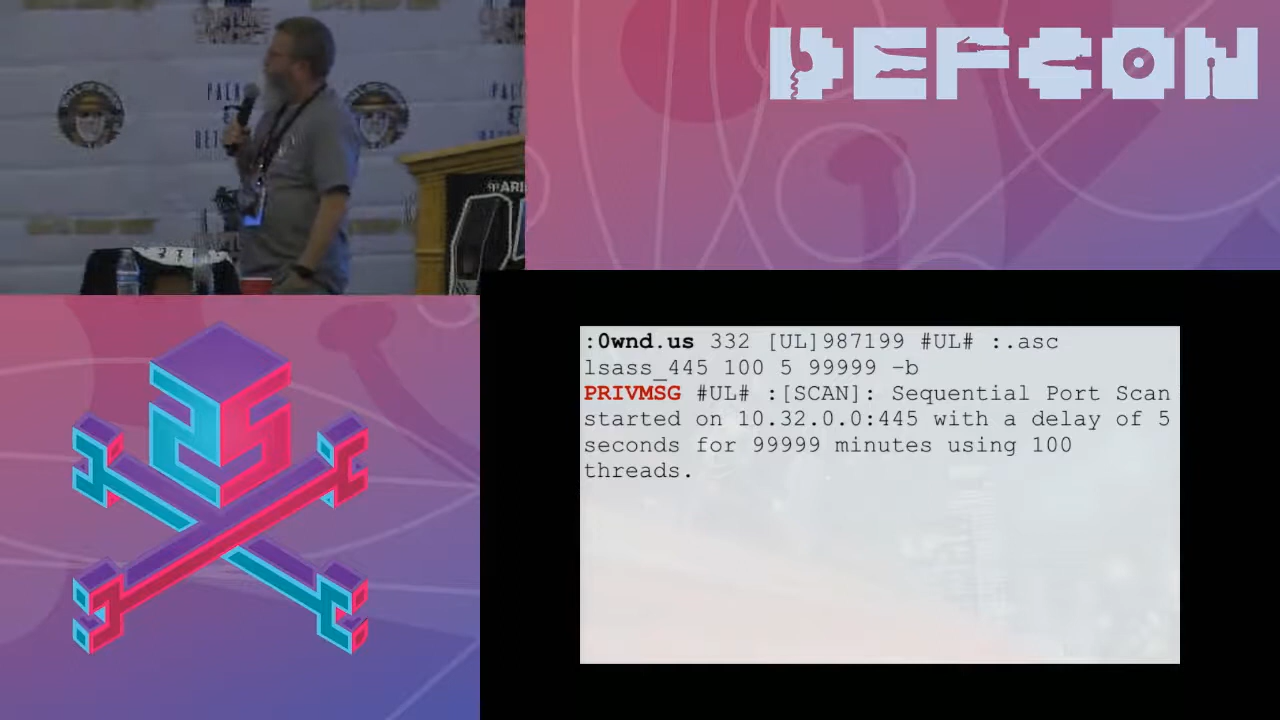 DEFCON
:0wnd.us 332 [UL]987199 #UL# :.asc
lsass_445 100 5 99999 -b
PRIVMSG #UL# :[SCAN]: Sequential Port Scan
started on 10.32.0.0:445 with a delay of 5
seconds for 99999 minutes using 100
threads.